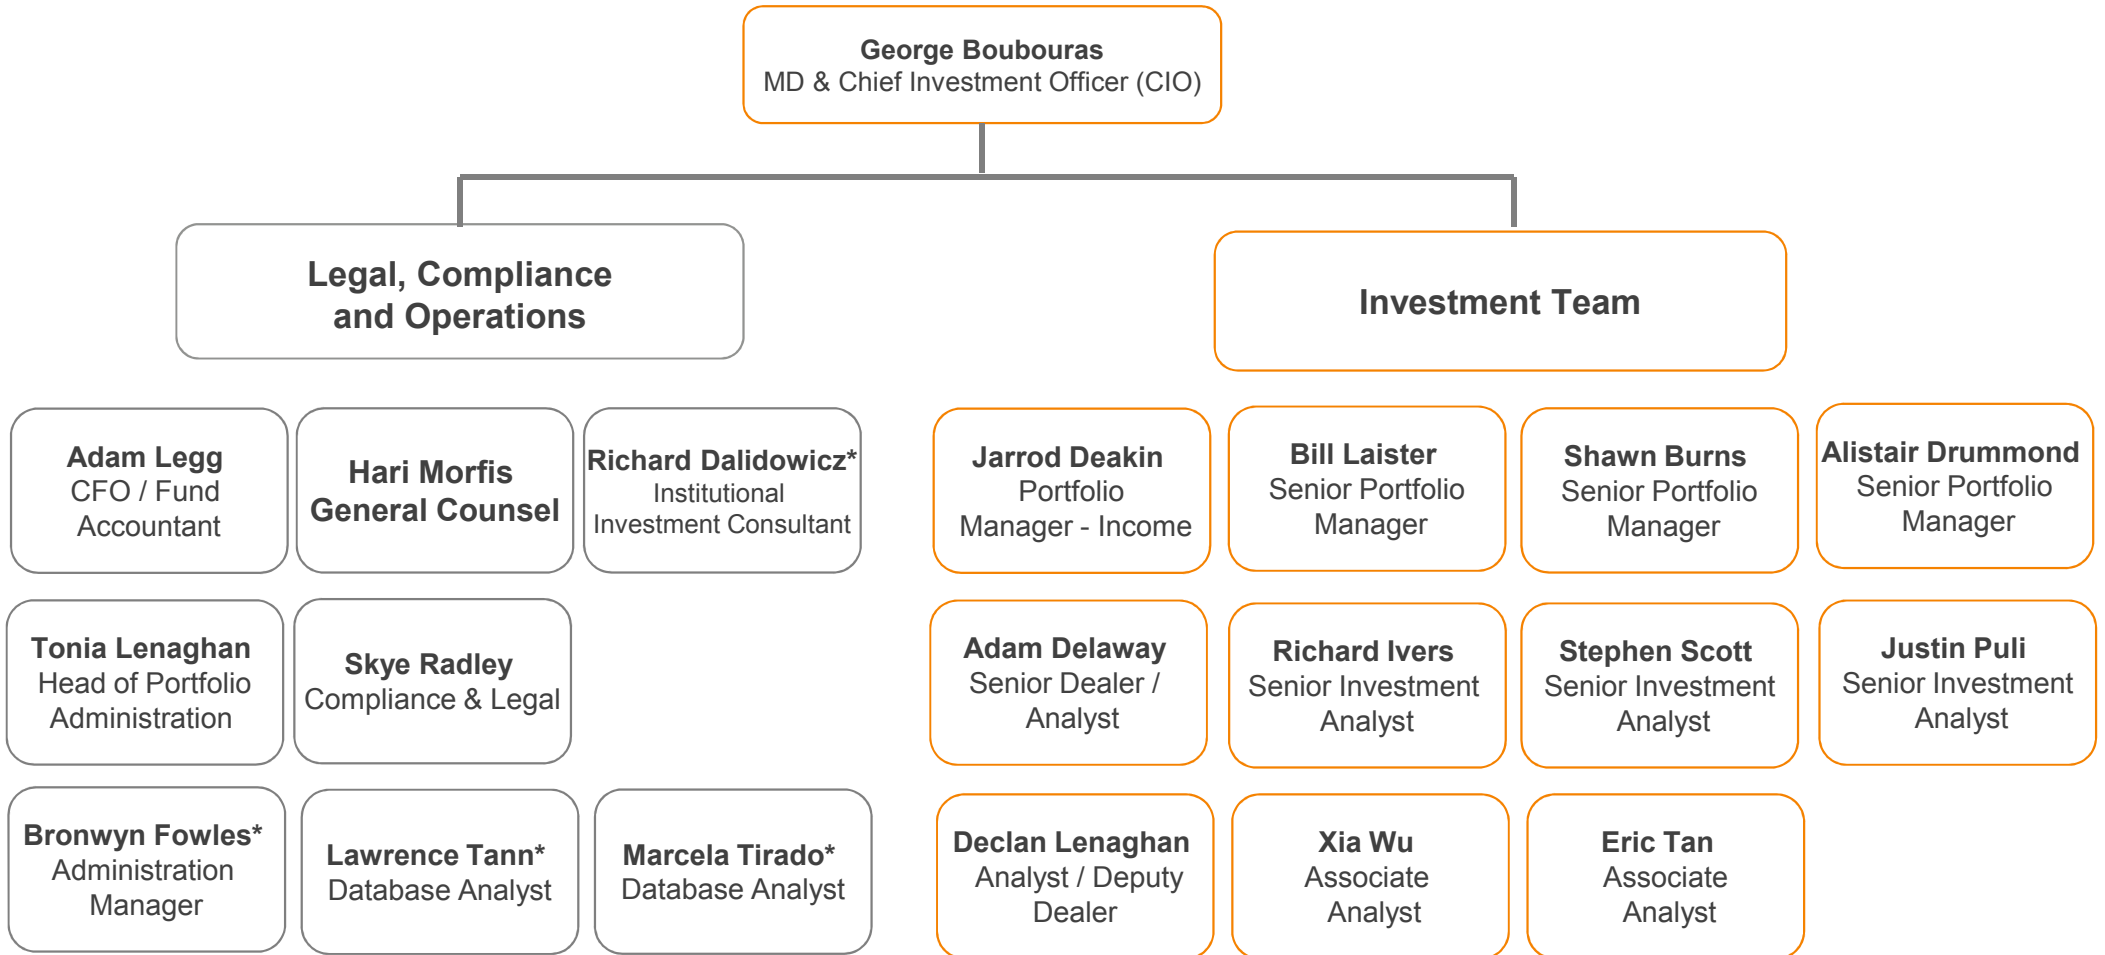 George Boubouras
MD & Chief Investment Officer (CIO)
Legal, Compliance
and Operations
Investment Team
Adam Legg
CFO / Fund
Accountant
Hari Morfis
General Counsel
Richard Dalidowicz*
Institutional
Investment Consultant
Jarrod Deakin
Portfolio
Manager - Income
Bill Laister
Senior Portfolio
Manager
Shawn Burns
Senior Portfolio
Manager
Alistair Drummond
Senior Portfolio
Manager
Tonia Lenaghan
Head of Portfolio
Administration
Skye Radley
Compliance & Legal
Adam Delaway
Senior Dealer /
Analyst
Richard Ivers
Senior Investment
Analyst
Stephen Scott
Senior Investment
Analyst
Justin Puli
Senior Investment
Analyst
Bronwyn Fowles*
Administration
Manager
Lawrence Tann*
Database Analyst
Marcela Tirado*
Database Analyst
Declan Lenaghan
Analyst / Deputy
Dealer
Xia Wu
Associate
Analyst
Eric Tan
Associate
Analyst